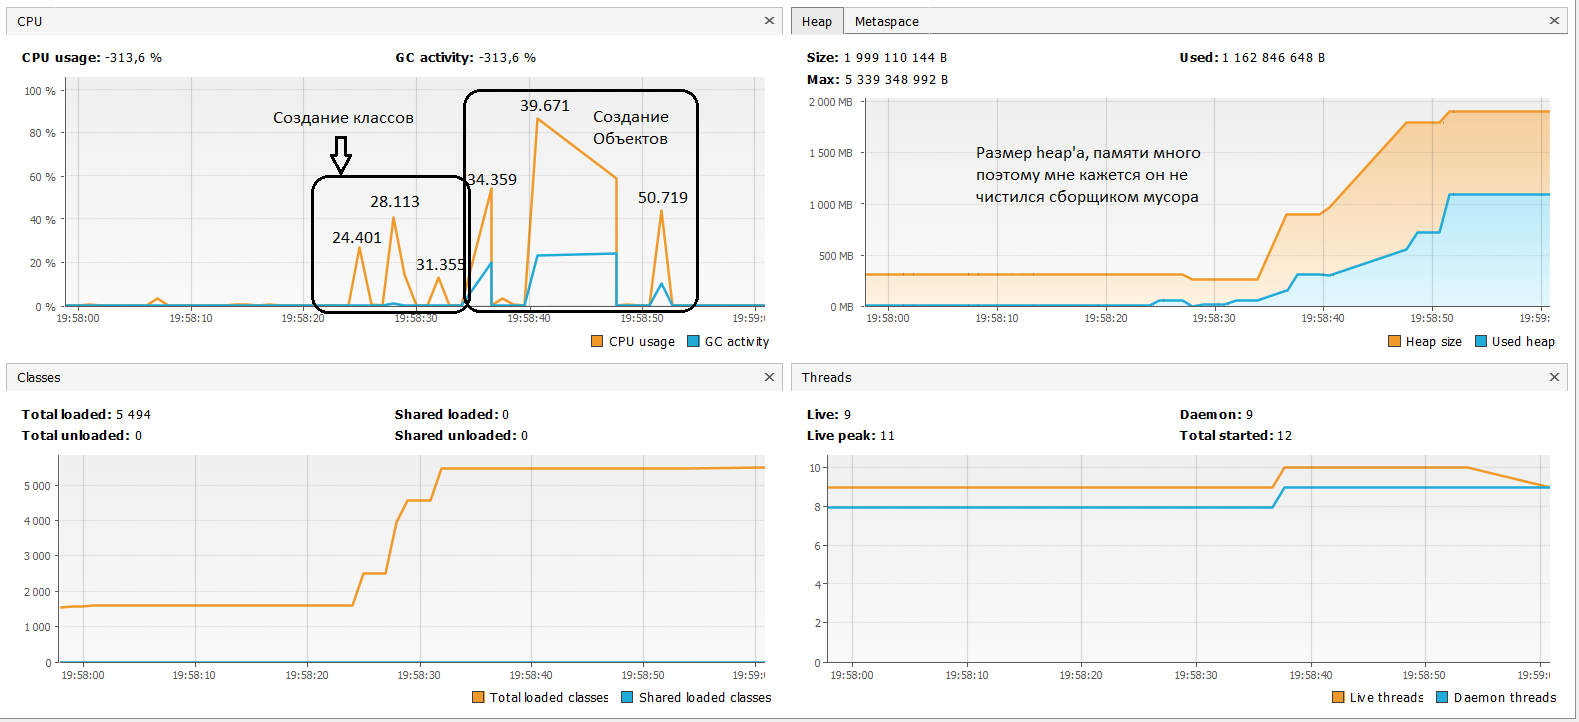 CPU
CPU usage: -313,6 %
GC activity: -313,6 %
100 %
80 %
60 %
40 %
20 %
0 %
Создание классов
24.401
28.113
31.355
34.359
39.671
Создание
Объектов
50.719
19:58:00
19:58:10
19:58:20
19:58:30
19:58:40
19:58:50
19:59:
CPU usage
GC activity
Heap
Metaspace
Size: 1 999 110 144 B
Used: 1 162 846 648 B
Max: 5 339 348 992 B
2 000 MB
1 500 MB
1 000 MB
500 MB
0 MB
Размер heap'а, памяти много
поэтому мне кажется он не
чистился сборщиком мусора
19:58:00
19:58:10
19:58:20
19:58:30
19:58:40
19:58:50
19:59:
Heap size
Used heap
Classes
Total loaded: 5 494
Shared loaded: 0
Total unloaded: 0
Shared unloaded: 0
5 000
4 000
3 000
2 000
1 000
0
19:58:00
19:58:10
19:58:20
19:58:30
19:58:40
19:58:50
19:59:
Total loaded classes
Shared loaded classes
Threads
Live: 9
Daemon: 9
Live peak: 11
Total started: 12
10
8
6
4
2
0
19:58:00
19:58:10
19:58:20
19:58:30
19:58:40
19:58:50
19:59:
Live threads
Daemon threads